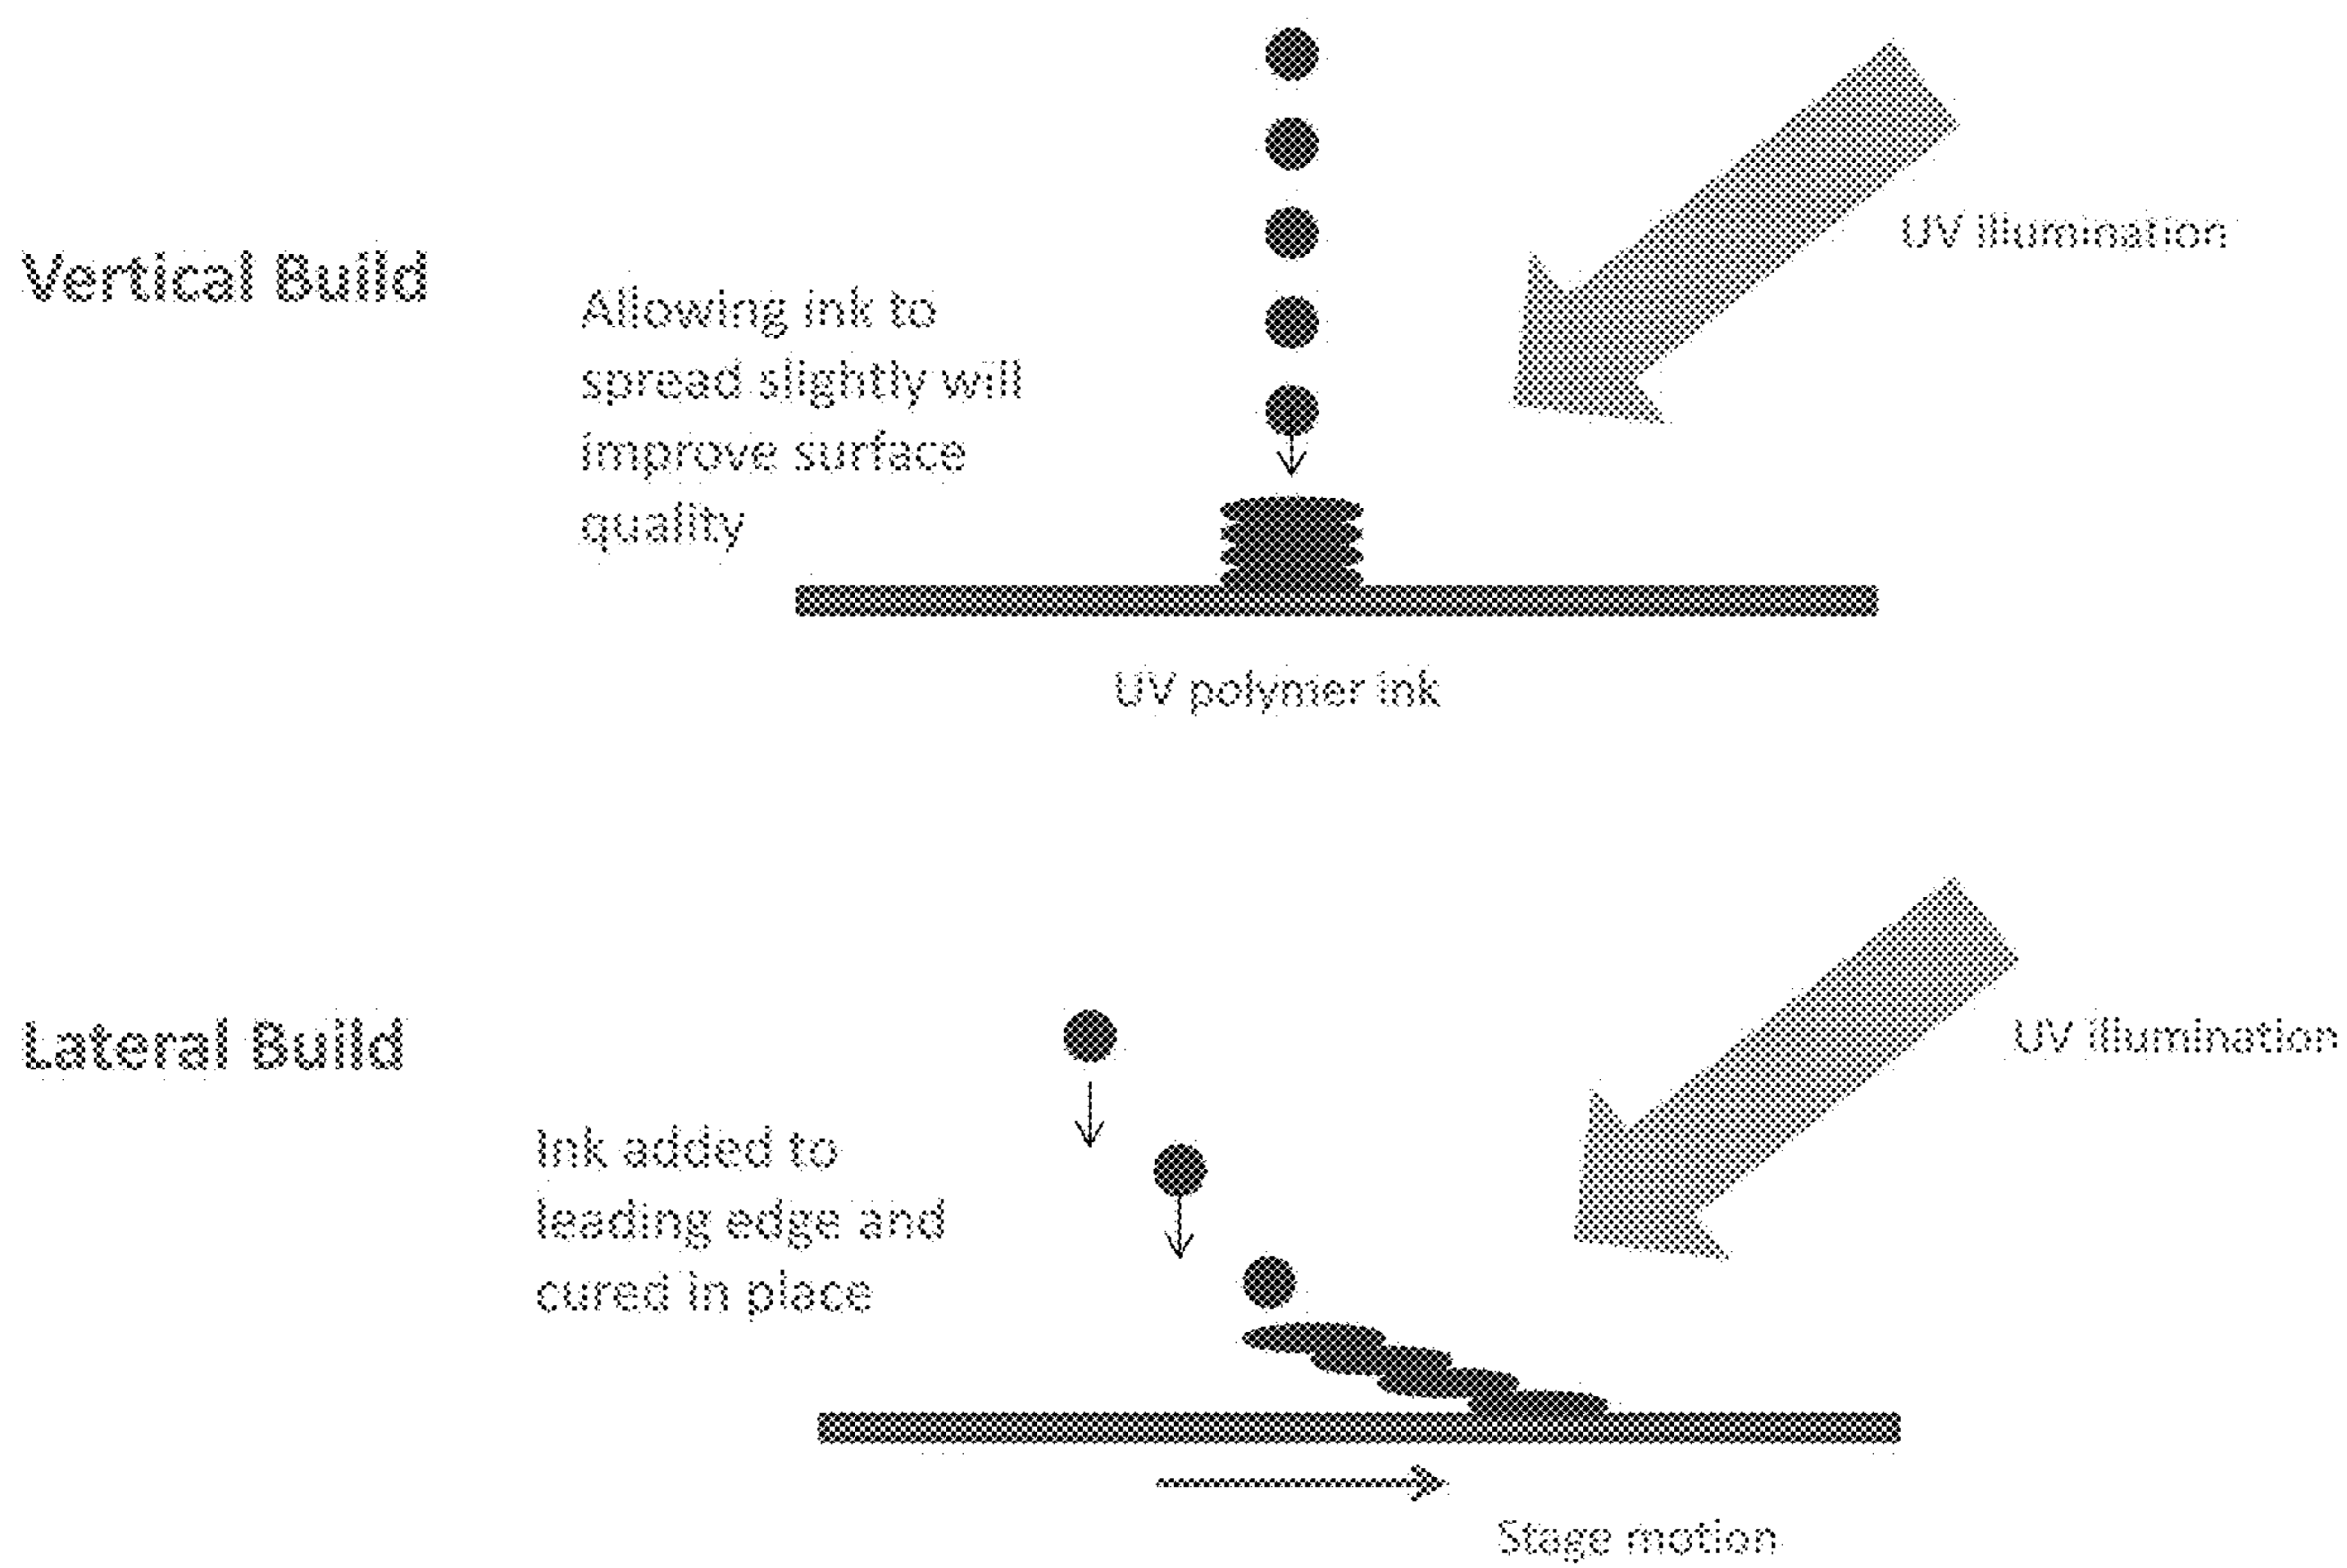 Vertical Build
Allowing ink to
spread slightly will
improve surface
quality
UV illumination
UV polymer ink
Lateral Build
Ink added to
leading edge and
cured in place
UV illumination
Stage motion